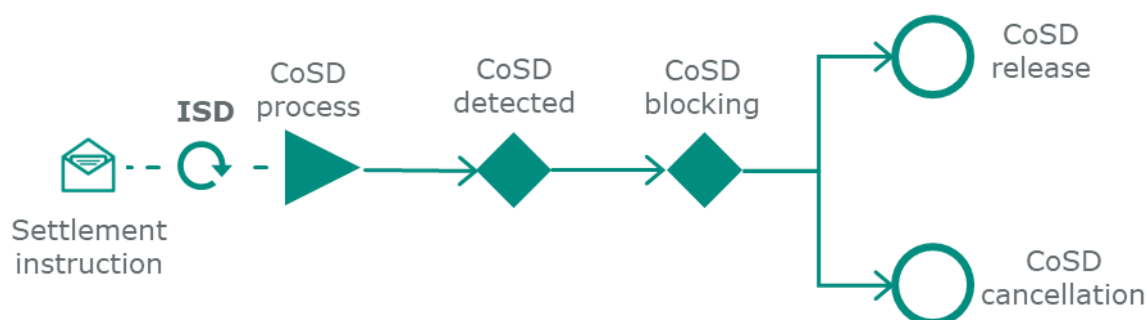 Settlement
instruction
ISD
CoSD
process
CoSD
detected
CoSD
blocking
CoSD
release
CoSD
cancellation